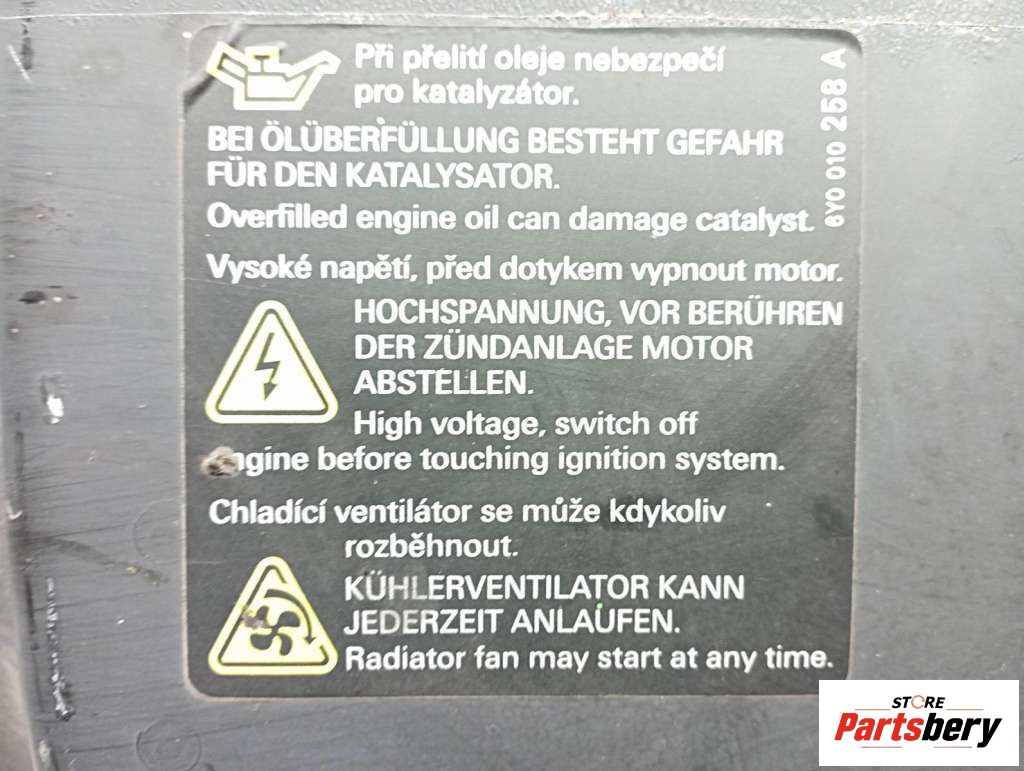 Při přelití oleje nebezpečí
pro katalyzátor.
BEI ÖLÜBERFÜLLUNG BESTEHT GEFAHR
FÜR DEN KATALYSATOR.
Overfilled engine oil can damage catalyst.
6Y0 010 258 A
Vysoké napětí, před dotykem vypnout motor.
HOCHSPANNUNG, VOR BERÜHREN
DER ZÜNDANLAGE MOTOR
ABSTELLEN.
High voltage, switch off
engine before touching ignition system.
Chladící ventilátor se může kdykoliv
rozběhnout.
KÜHLERVENTILATOR KANN
JEDERZEIT ANLAUFEN.
Radiator fan may start at any time.
STORE
Partsbery